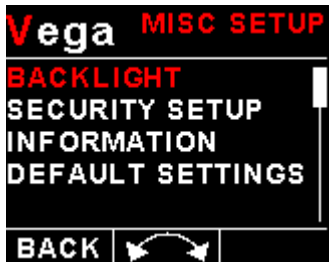 Vega MISC SETUP
BACKLIGHT
SECURITY SETUP
INFORMATION
DEFAULT SETTINGS
BACK